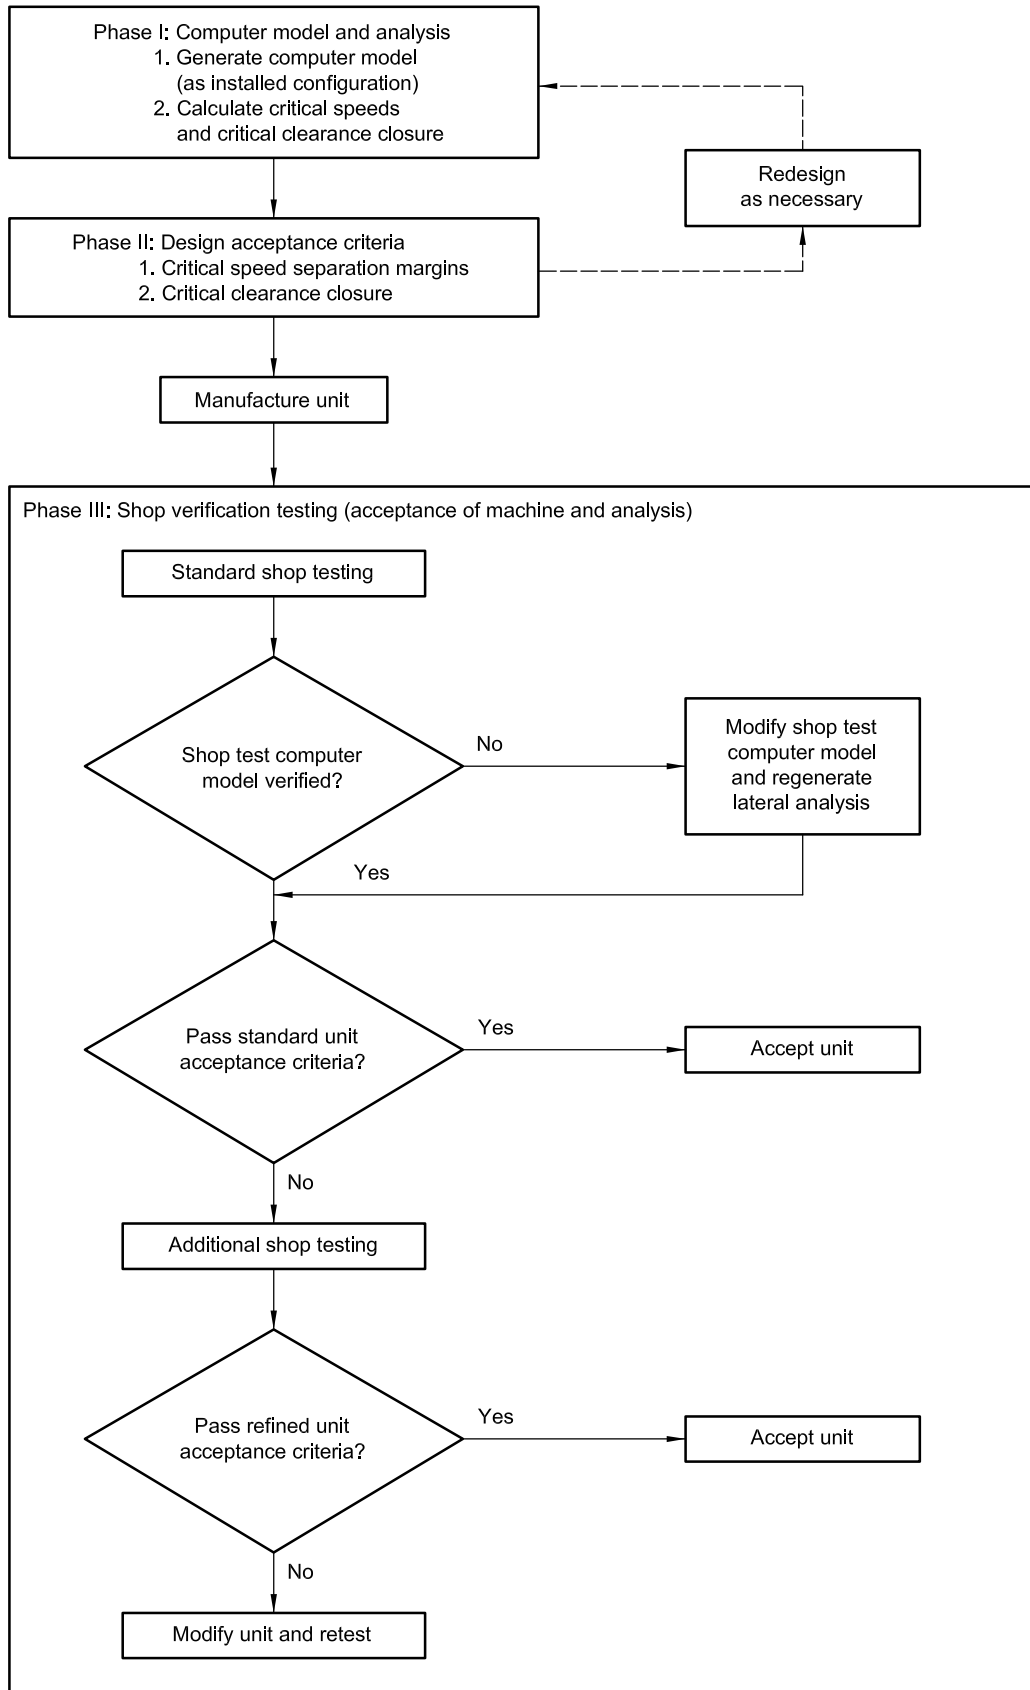 Phase I: Computer model and analysis
1. Generate computer model
(as installed configuration)
2. Calculate critical speeds
and critical clearance closure
Redesign
as necessary
Phase II: Design acceptance criteria
1. Critical speed separation margins
2. Critical clearance closure
Manufacture unit
Phase III: Shop verification testing (acceptance of machine and analysis)
Standard shop testing
Shop test computer
model verified?
No
Modify shop test
computer model
and regenerate
lateral analysis
Yes
Pass standard unit
acceptance criteria?
Yes
Accept unit
No
Additional shop testing
Pass refined unit
acceptance criteria?
Yes
Accept unit
No
Modify unit and retest